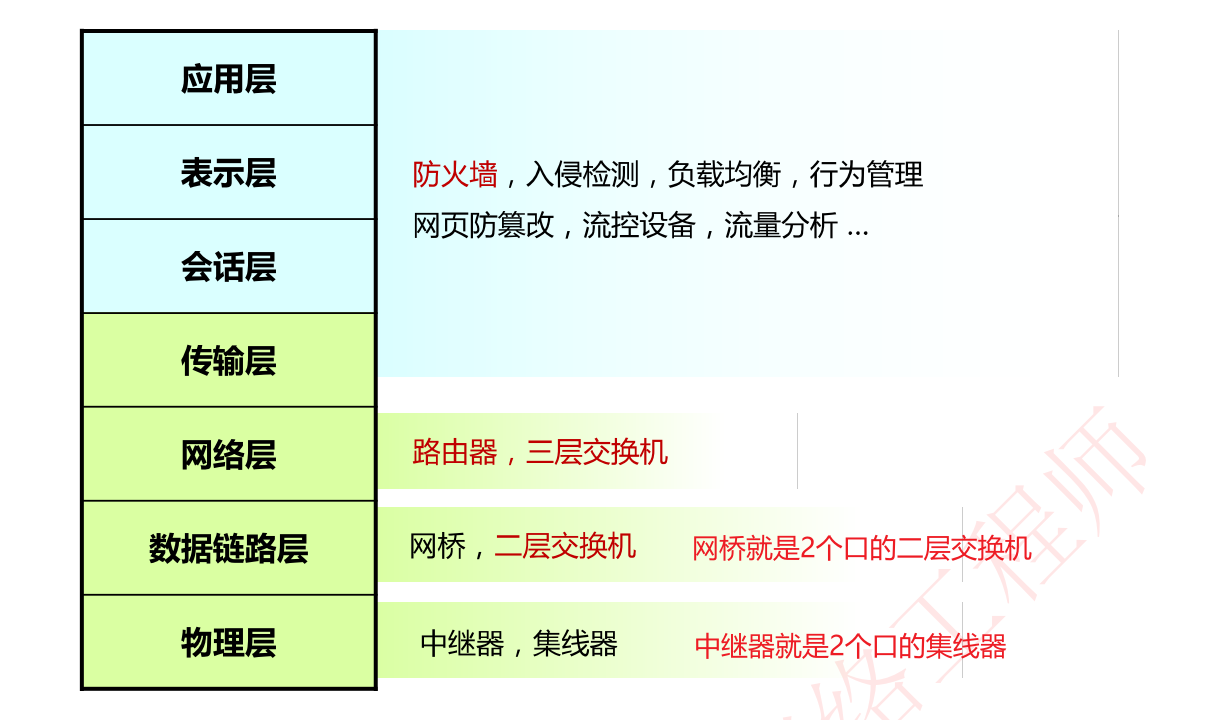 应用层
表示层
防火墙，入侵检测，负载均衡，行为管理
网页防篡改，流控设备，流量分析 ...
会话层
传输层
网络层
路由器，三层交换机
数据链路层
网桥，二层交换机
网桥就是2个口的二层交换机
物理层
中继器，集线器
中继器就是2个口的集线器
络工程师